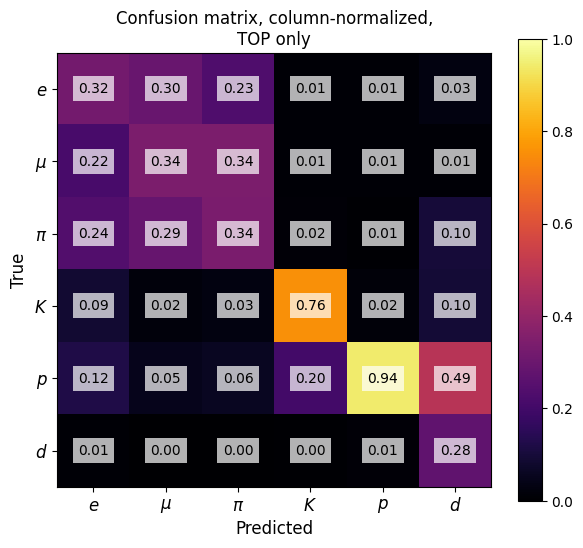 Confusion matrix, column-normalized,
TOP only
True
e 0.32 0.30 0.23 0.01 0.01 0.03
μ 0.22 0.34 0.34 0.01 0.01 0.01
π 0.24 0.29 0.34 0.02 0.01 0.10
K 0.09 0.02 0.03 0.76 0.02 0.10
p 0.12 0.05 0.06 0.20 0.94 0.49
d 0.01 0.00 0.00 0.00 0.01 0.28
e μ π K p d
Predicted
1.0
0.8
0.6
0.4
0.2
0.0